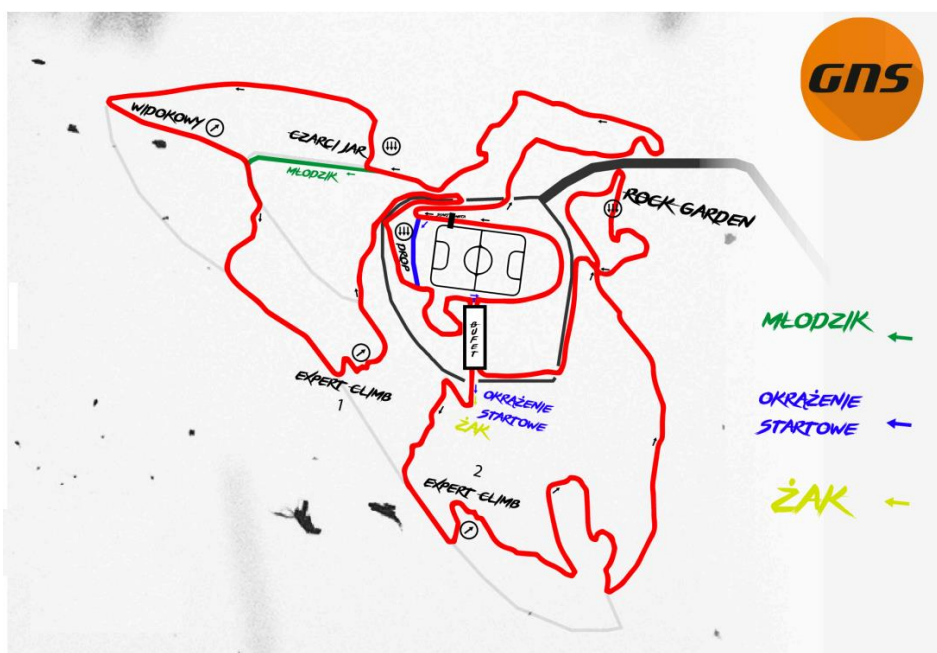 GNS
WIDOKOWY
CZARCI JAR
MŁODZIK
ROCK GARDEN
DROP
BUFET
MŁODZIK
EXPERT CLIMB
1
OKRĄŻENIE
STARTOWE
ŻAK
OKRĄŻENIE
STARTOWE
2
EXPERT CLIMB
ŻAK